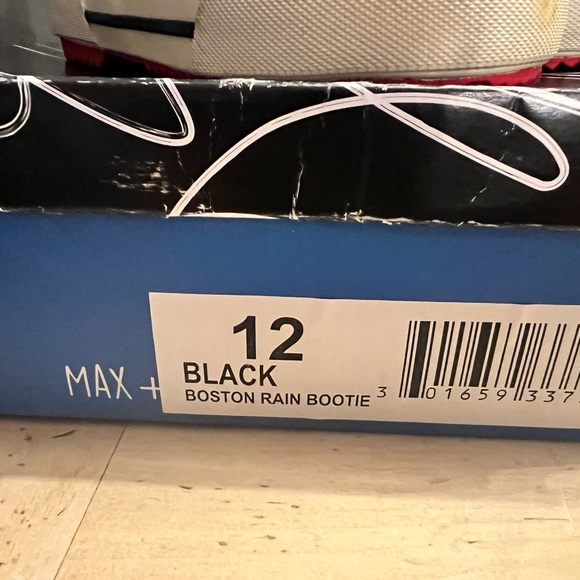 12
BLACK
BOSTON RAIN BOOTIE
MAX +
3 01659 337